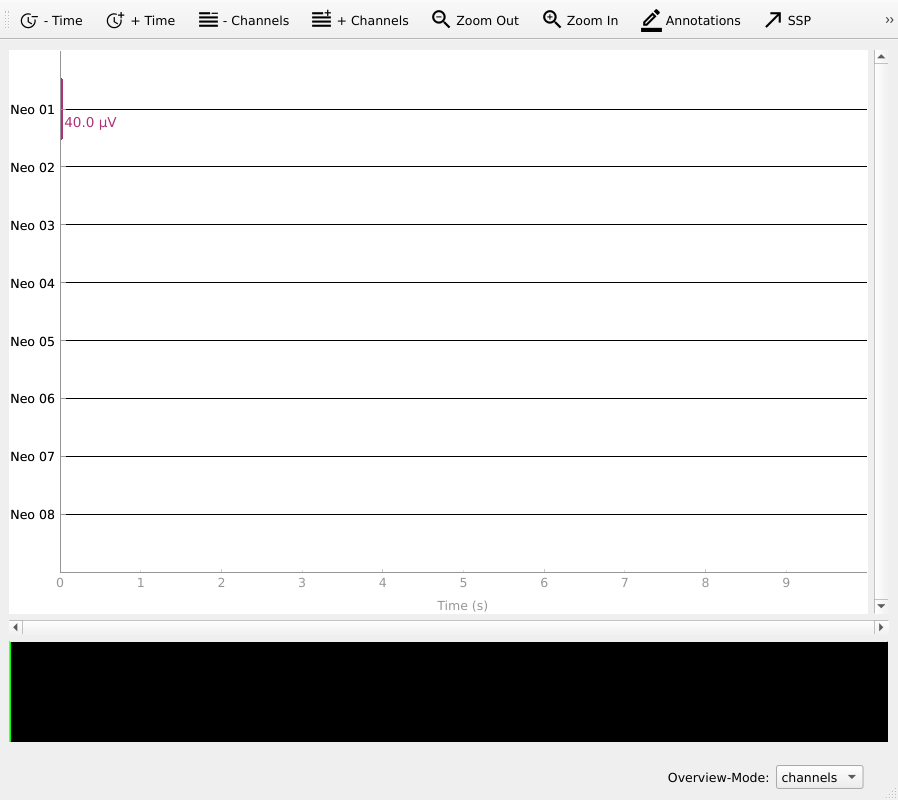 - Time + Time - Channels + Channels Zoom Out Zoom In Annotations SSP »
Neo 01
40.0 µV
Neo 02
Neo 03
Neo 04
Neo 05
Neo 06
Neo 07
Neo 08
0 1 2 3 4 5 6 7 8 9
Time (s)
Overview-Mode: channels